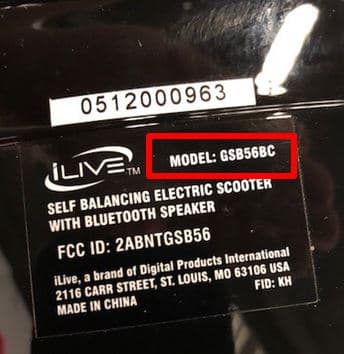 0512000963
iLIVE™ MODEL: GSB56BC
SELF BALANCING ELECTRIC SCOOTER
WITH BLUETOOTH SPEAKER
FCC ID: 2ABNTGSB56
iLive, a brand of Digital Products International
2116 CARR STREET, ST. LOUIS, MO 63106 USA
MADE IN CHINA FID: KH